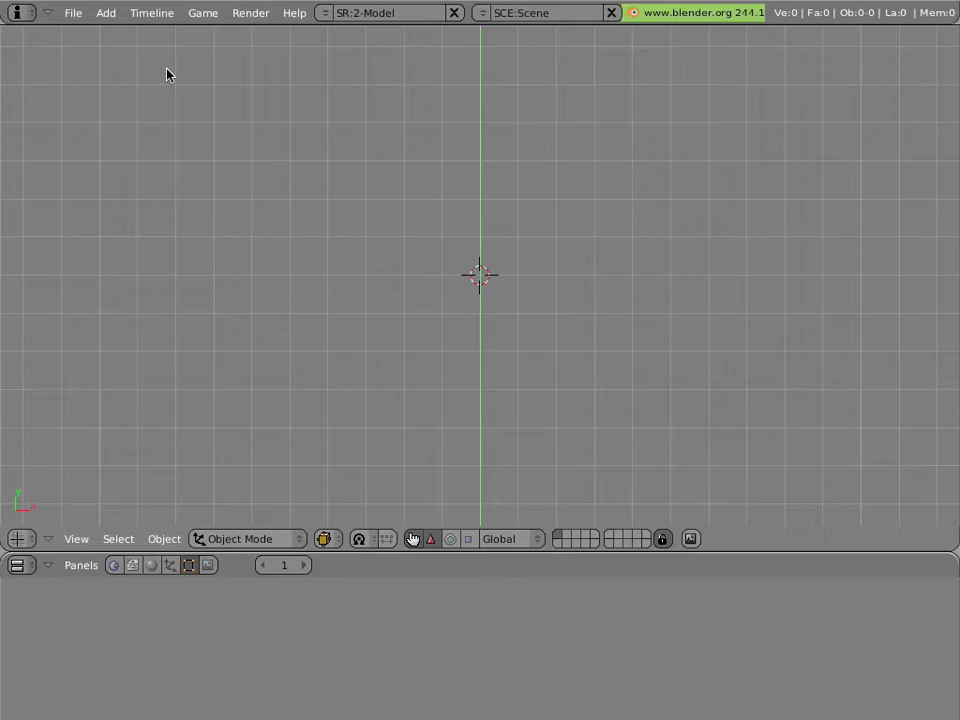 File Add Timeline Game Render Help SR:2-Model SCE:Scene www.blender.org 244.1 Ve:0 | Fa:0 | Ob:0-0 | La:0 | Mem:0
y
x
View Select Object Object Mode Global
Panels 1